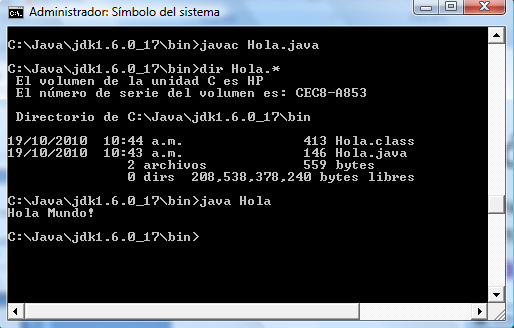 Administrador: Símbolo del sistema
C:\Java\jdk1.6.0_17\bin>javac Hola.java
C:\Java\jdk1.6.0_17\bin>dir Hola.*
El volumen de la unidad C es HP
El número de serie del volumen es: CEC8-A853
Directorio de C:\Java\jdk1.6.0_17\bin
19/10/2010  10:44 a.m.               413 Hola.class
19/10/2010  10:43 a.m.               146 Hola.java
2 archivos            559 bytes
0 dirs  208,538,378,240 bytes libres
C:\Java\jdk1.6.0_17\bin>java Hola
Hola Mundo!
C:\Java\jdk1.6.0_17\bin>